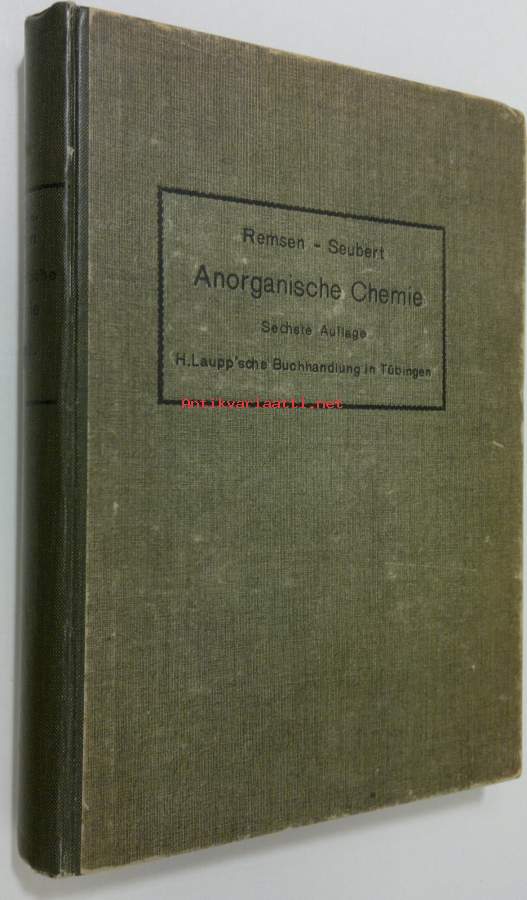 Remsen - Seubert
Anorganische Chemie
Sechste Auflage
H.Laupp'sche Buchhandlung in Tübingen
Antikvariaatti.net